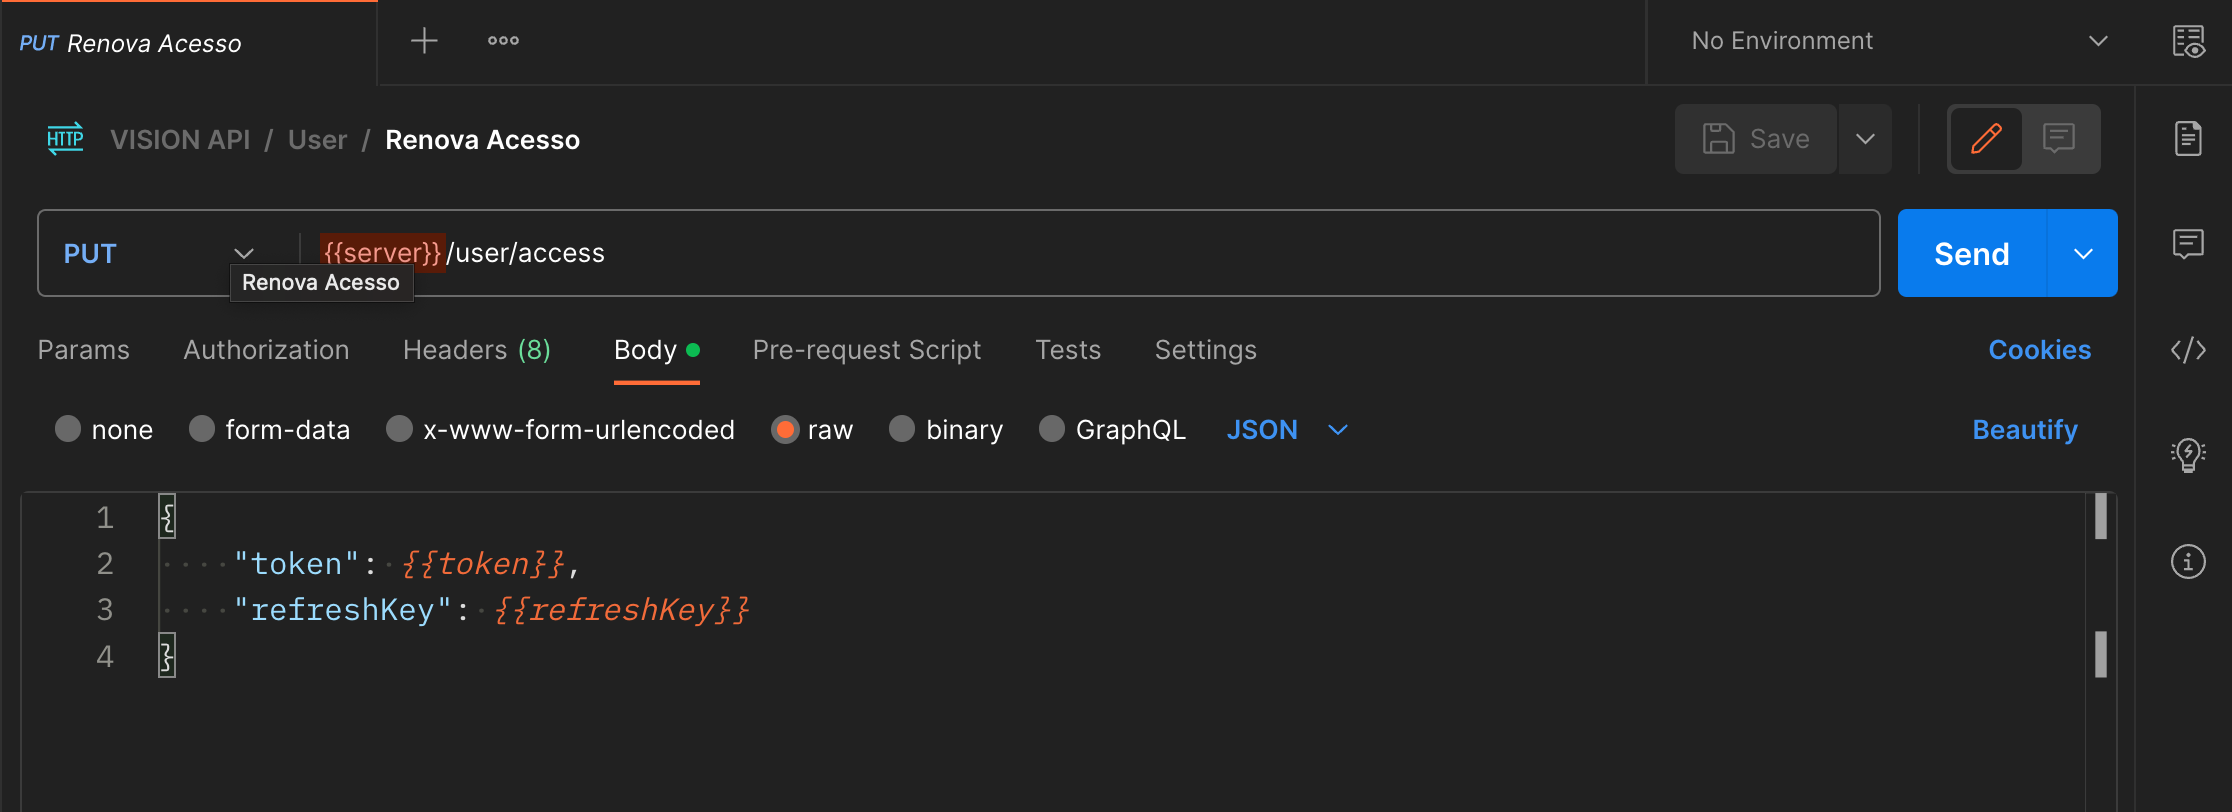 PUT Renova Acesso
No Environment
HTTP VISION API / User / Renova Acesso
Save
PUT
{{server}}/user/access
Send
Renova Acesso
Params Authorization Headers (8) Body Pre-request Script Tests Settings Cookies
none form-data x-www-form-urlencoded raw binary GraphQL JSON Beautify
1 {
2 "token": {{token}},
3 "refreshKey": {{refreshKey}}
4 }